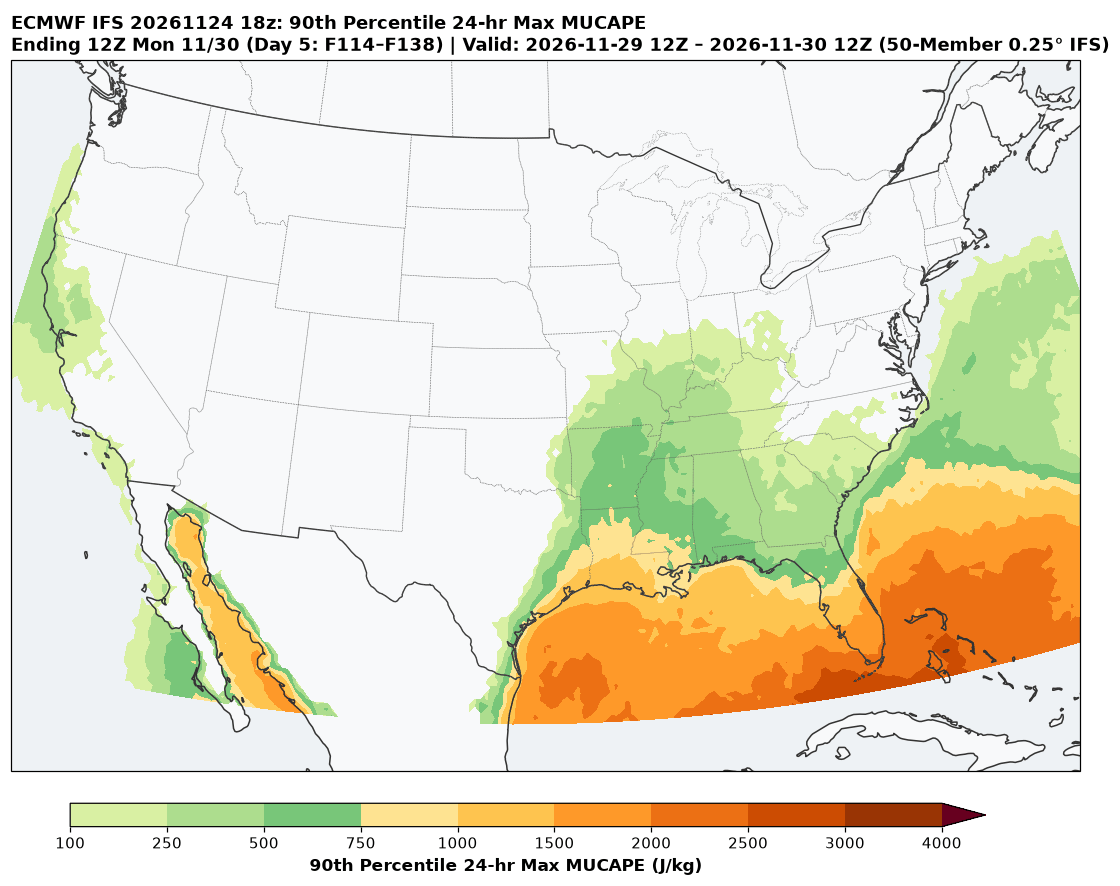 ECMWF IFS 20261124 18z: 90th Percentile 24-hr Max MUCAPE
Ending 12Z Mon 11/30 (Day 5: F114–F138) | Valid: 2026-11-29 12Z – 2026-11-30 12Z (50-Member 0.25° IFS)
100 250 500 750 1000 1500 2000 2500 3000 4000
90th Percentile 24-hr Max MUCAPE (J/kg)